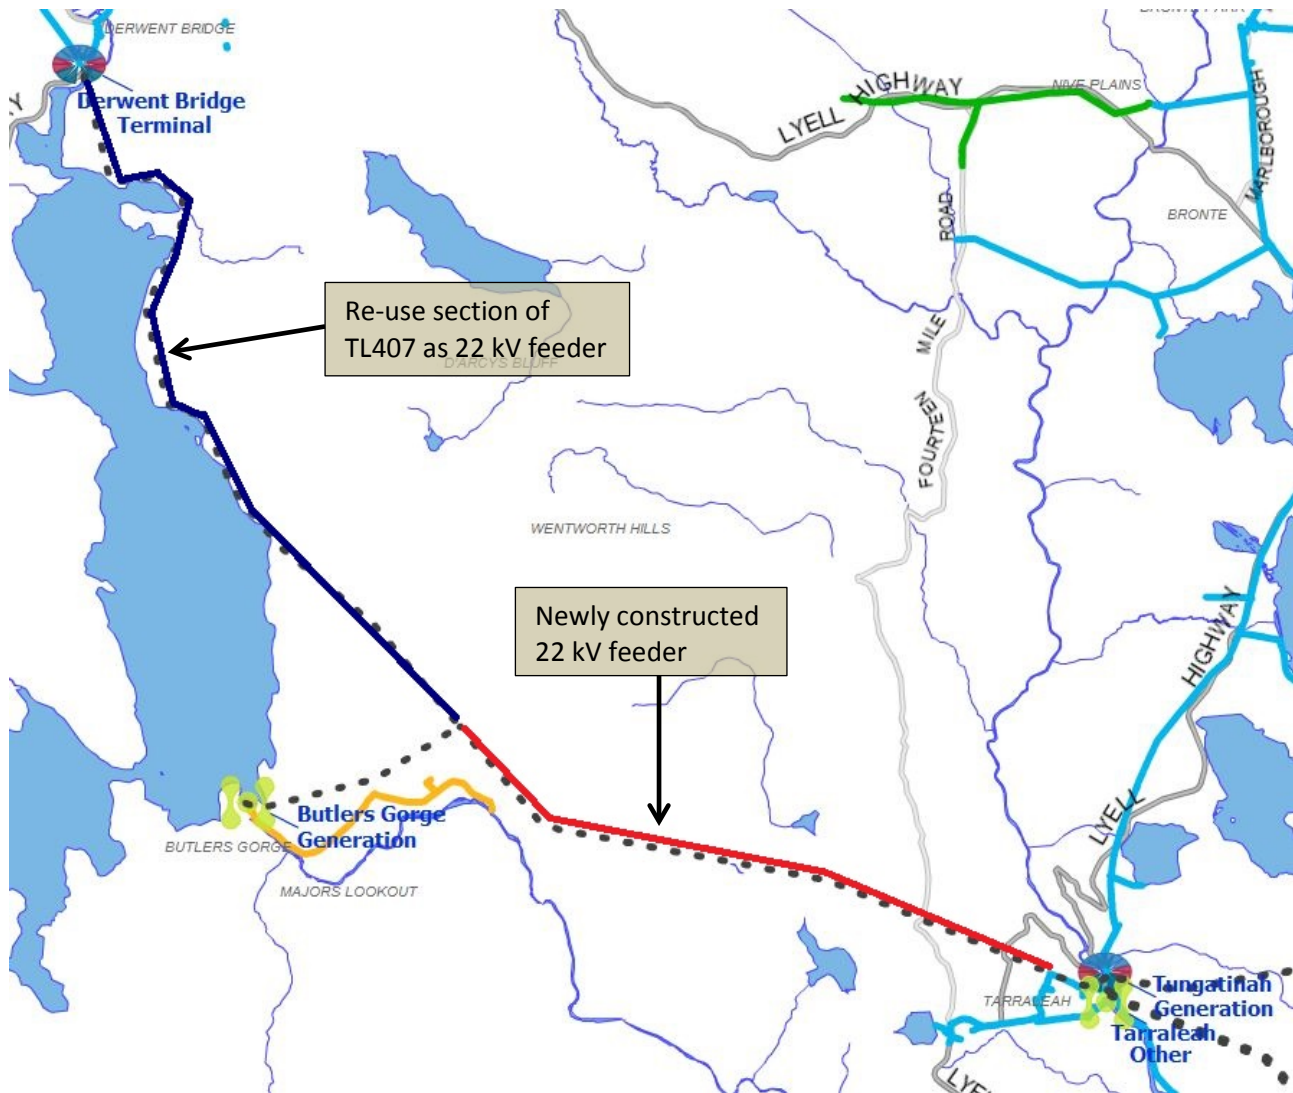 DERWENT BRIDGE
Derwent Bridge
Terminal
LYELL
HIGHWAY
NIVE PLAINS
MARLBOROUGH
BRONTE
ROAD
MILE
FOURTEEN
Re-use section of
TL407 as 22 kV feeder
D'ARCYS BLUFF
WENTWORTH HILLS
Newly constructed
22 kV feeder
HIGHWAY
LYELL
Butlers Gorge
Generation
BUTLERS GORGE
MAJORS LOOKOUT
TARRALEAH
Tungatinah
Generation
Tarraleah
Other